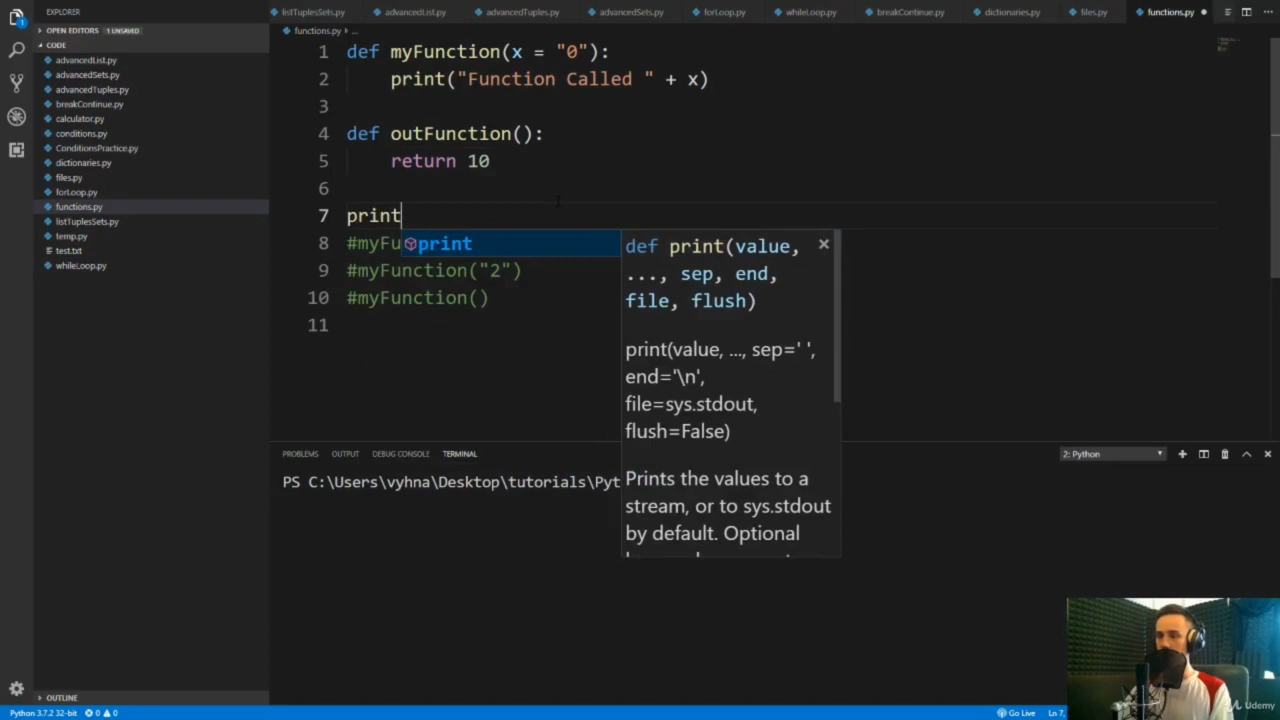 EXPLORER
listTuplesSets.py
advancedList.py
advancedTuples.py
advancedSets.py
forLoop.py
whileLoop.py
breakContinue.py
dictionaries.py
files.py
functions.py
OPEN EDITORS 1 UNSAVED
CODE
advancedList.py
advancedSets.py
advancedTuples.py
breakContinue.py
calculator.py
conditions.py
ConditionsPractice.py
dictionaries.py
files.py
forLoop.py
functions.py
listTuplesSets.py
temp.py
test.txt
whileLoop.py
OUTLINE
functions.py > ...
1 def myFunction(x = "0"):
2 print("Function Called " + x)
3
4 def outFunction():
5 return 10
6
7 print
8 #myFu
9 #myFunction("2")
10 #myFunction()
11
print
def print(value,
..., sep, end,
file, flush)
print(value, ..., sep=' ',
end='\n',
file=sys.stdout,
flush=False)
Prints the values to a
stream, or to sys.stdout
by default. Optional
PROBLEMS OUTPUT DEBUG CONSOLE TERMINAL
2: Python
PS C:\Users\vyhna\Desktop\tutorials\Pyt
Udemy
Python 3.7.2 32-bit 0 0
Go Live
Ln 7,